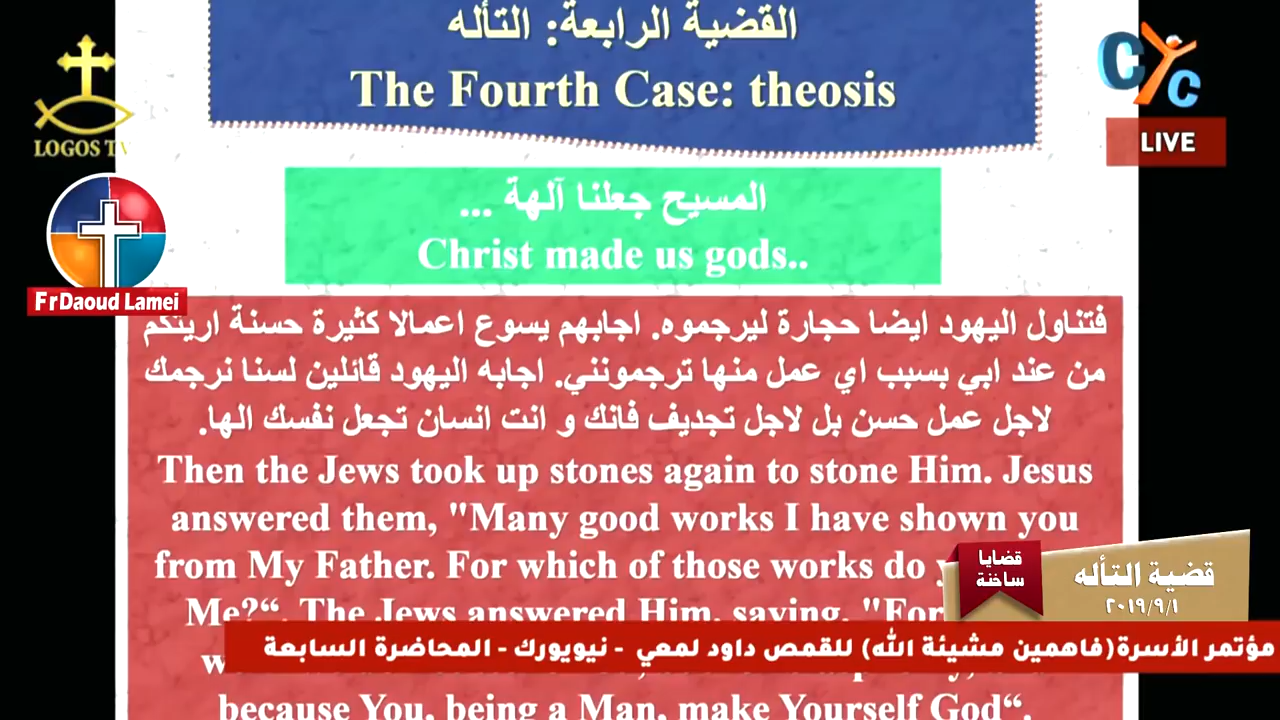 القضية الرابعة: التأله
The Fourth Case: theosis
LOGOS TV
CYC
LIVE
المسيح جعلنا آلهة ...
Christ made us gods..
FrDaoud Lamei
فتناول اليهود ايضا حجارة ليرجموه. اجابهم يسوع اعمالا كثيرة حسنة اريتكم
من عند ابي بسبب اي عمل منها ترجمونني. اجابه اليهود قائلين لسنا نرجمك
لاجل عمل حسن بل لاجل تجديف فانك و انت انسان تجعل نفسك الها.
Then the Jews took up stones again to stone Him. Jesus
answered them, "Many good works I have shown you
from My Father. For which of those works do
Me?“. The Jews answered Him, saying, "For
because You, being a Man, make Yourself God“.
قضايا
ساخنة
قضية التأله
٢٠١٩/٩/١
مؤتمر الأسرة(فاهمين مشيئة الله) للقمص داود لمعي - نيويورك - المحاضرة السابعة